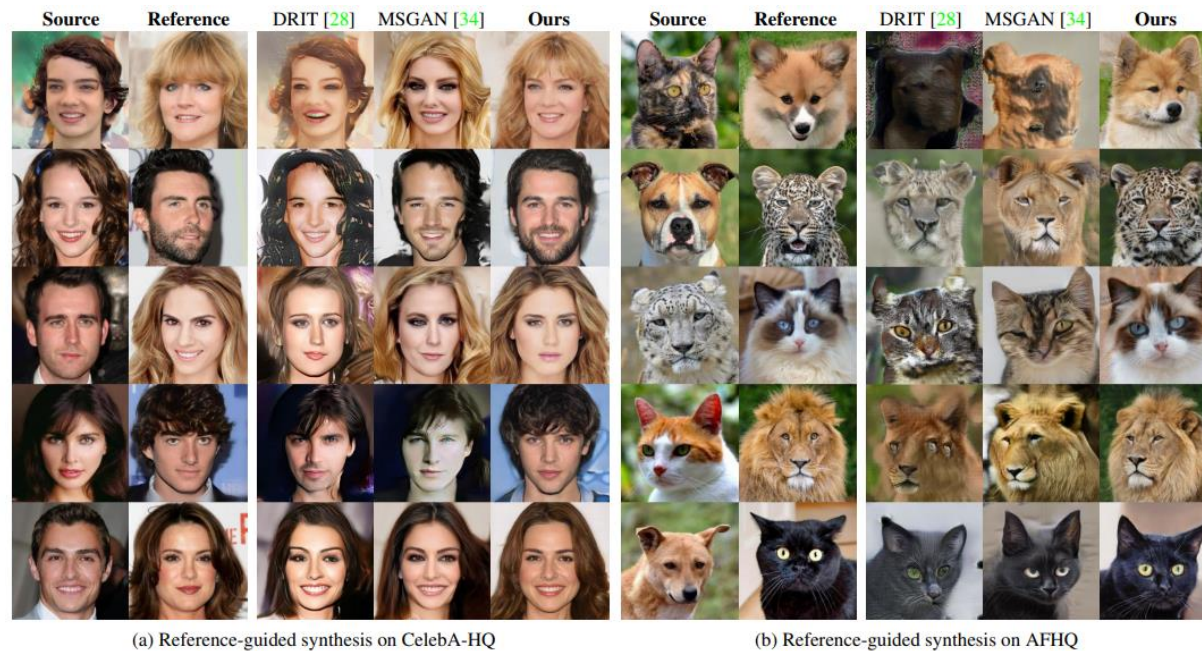 Source Reference DRIT [28] MSGAN [34] Ours Source Reference DRIT [28] MSGAN [34] Ours
(a) Reference-guided synthesis on CelebA-HQ (b) Reference-guided synthesis on AFHQ